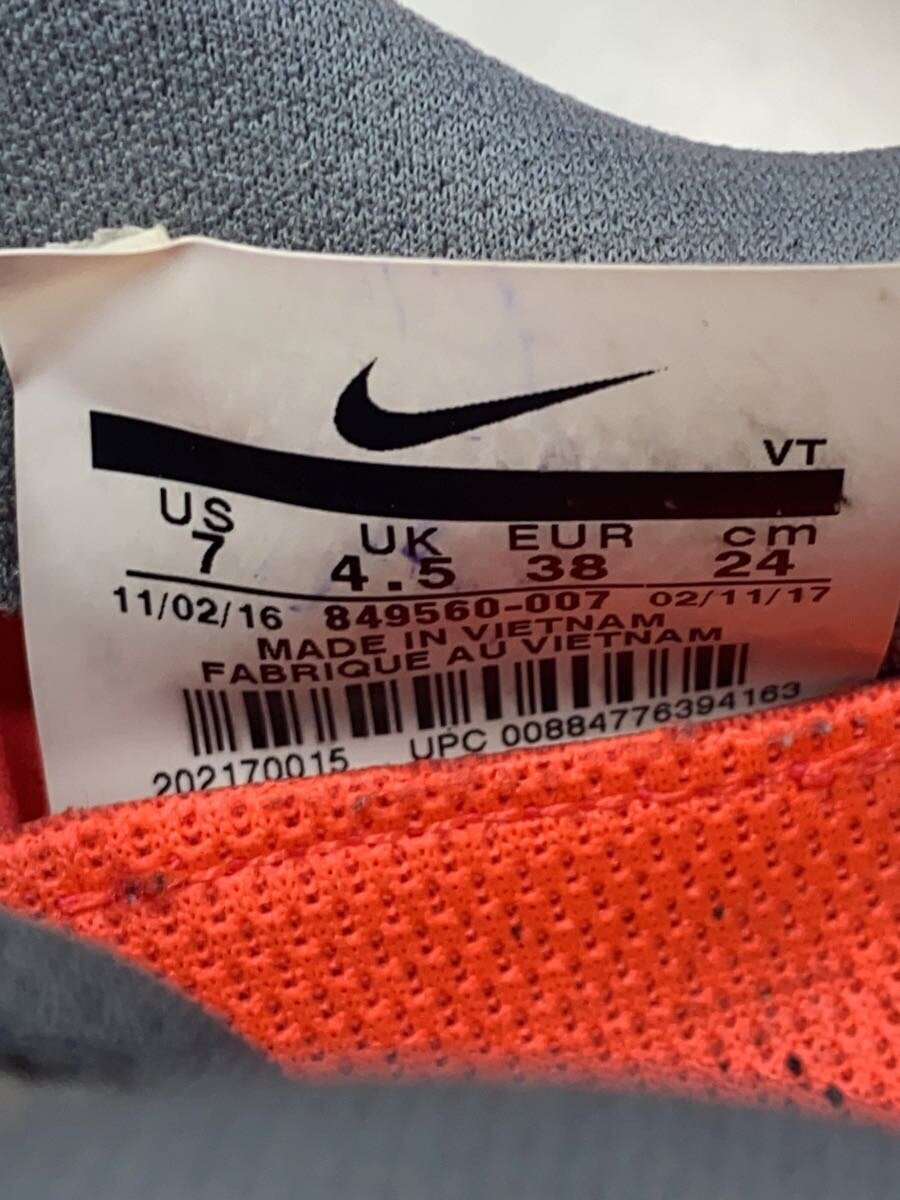 VT
US UK EUR cm
7 4.5 38 24
11/02/16 849560-007 02/11/17
MADE IN VIETNAM
FABRIQUE AU VIETNAM
202170015 UPC 00884776394163